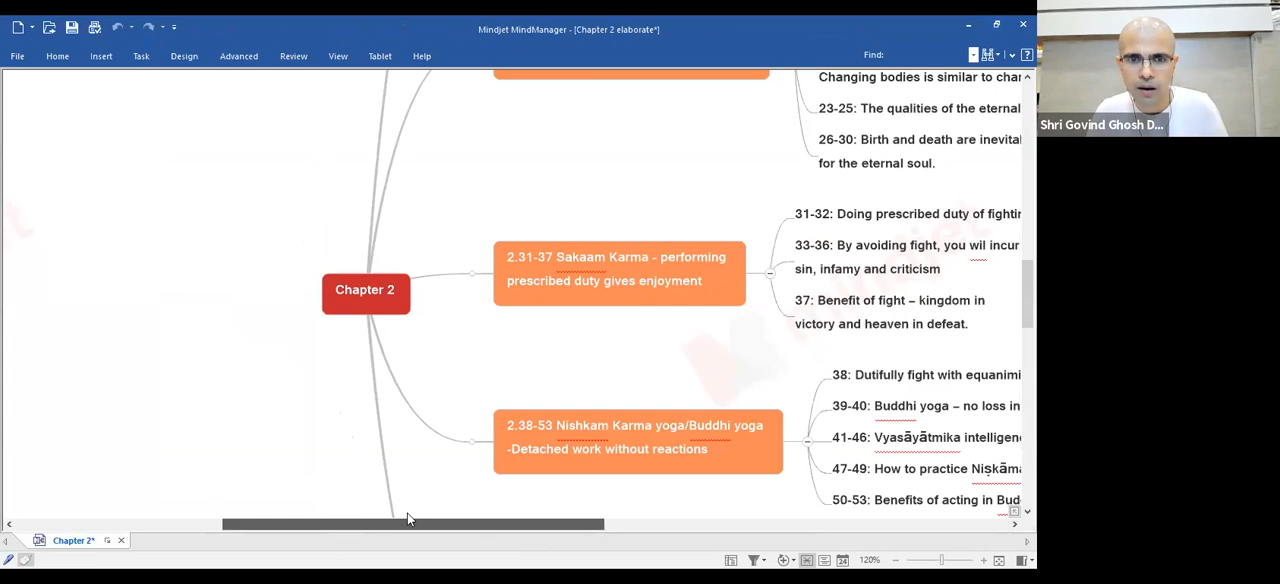 Mindjet MindManager - [Chapter 2 elaborate*]
File Home Insert Task Design Advanced Review View Tablet Help Find:
Shri Govind Ghosh D...
Changing bodies is similar to chan
23-25: The qualities of the eternal
26-30: Birth and death are inevita
for the eternal soul.
Chapter 2
2.31-37 Sakaam Karma - performing
prescribed duty gives enjoyment
31-32: Doing prescribed duty of fightin
33-36: By avoiding fight, you wil incur
sin, infamy and criticism
37: Benefit of fight – kingdom in
victory and heaven in defeat.
2.38-53 Nishkam Karma yoga/Buddhi yoga
-Detached work without reactions
38: Dutifully fight with equanimi
39-40: Buddhi yoga – no loss in
41-46: Vyasāyātmika intelligenc
47-49: How to practice Niṣkāma
50-53: Benefits of acting in Bud
Chapter 2*
120%